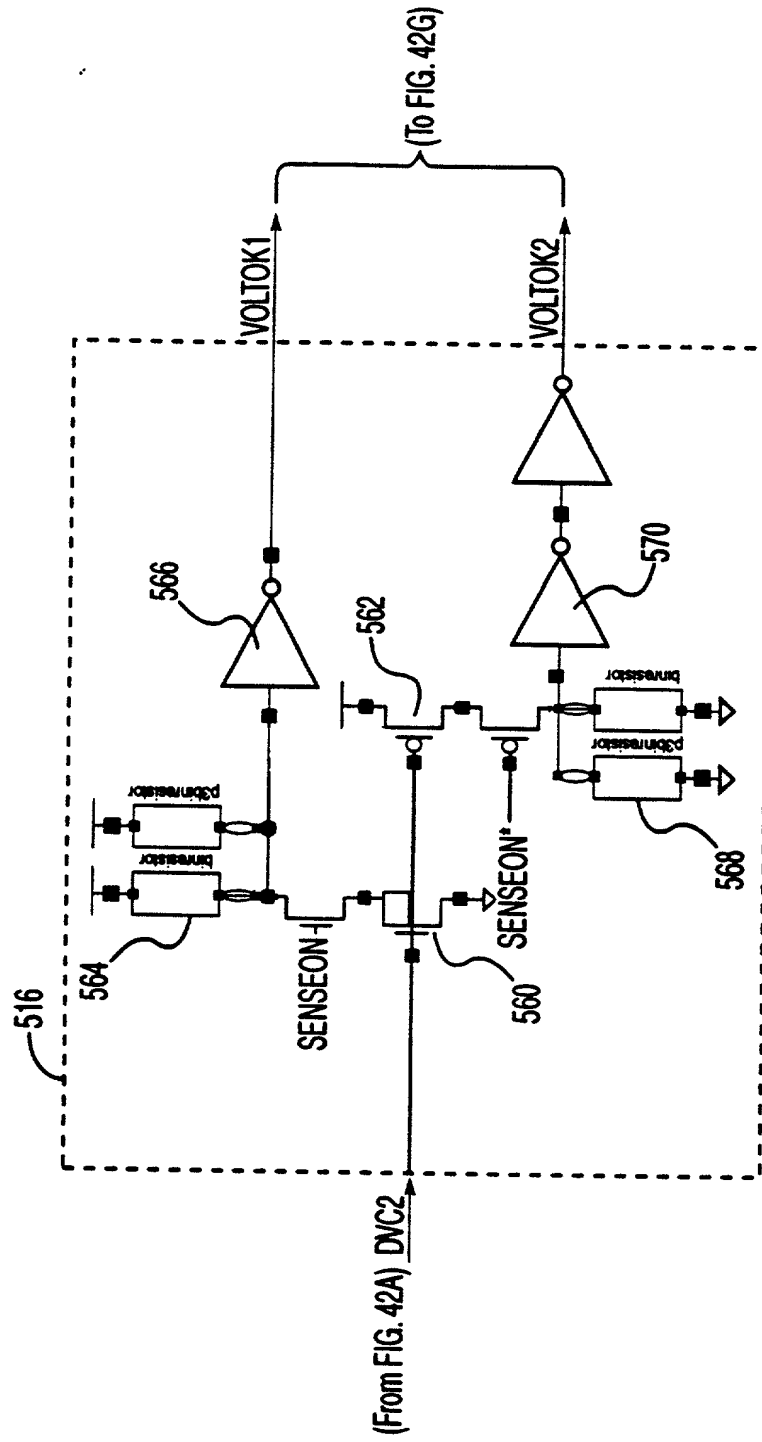 516
564
binresistor
p3binresistor
566
VOLTOK1
SENSEON
562
(To FIG. 42G)
(From FIG. 42A) DVC2
560
SENSEON*
570
VOLTOK2
p3binresistor
binresistor
568